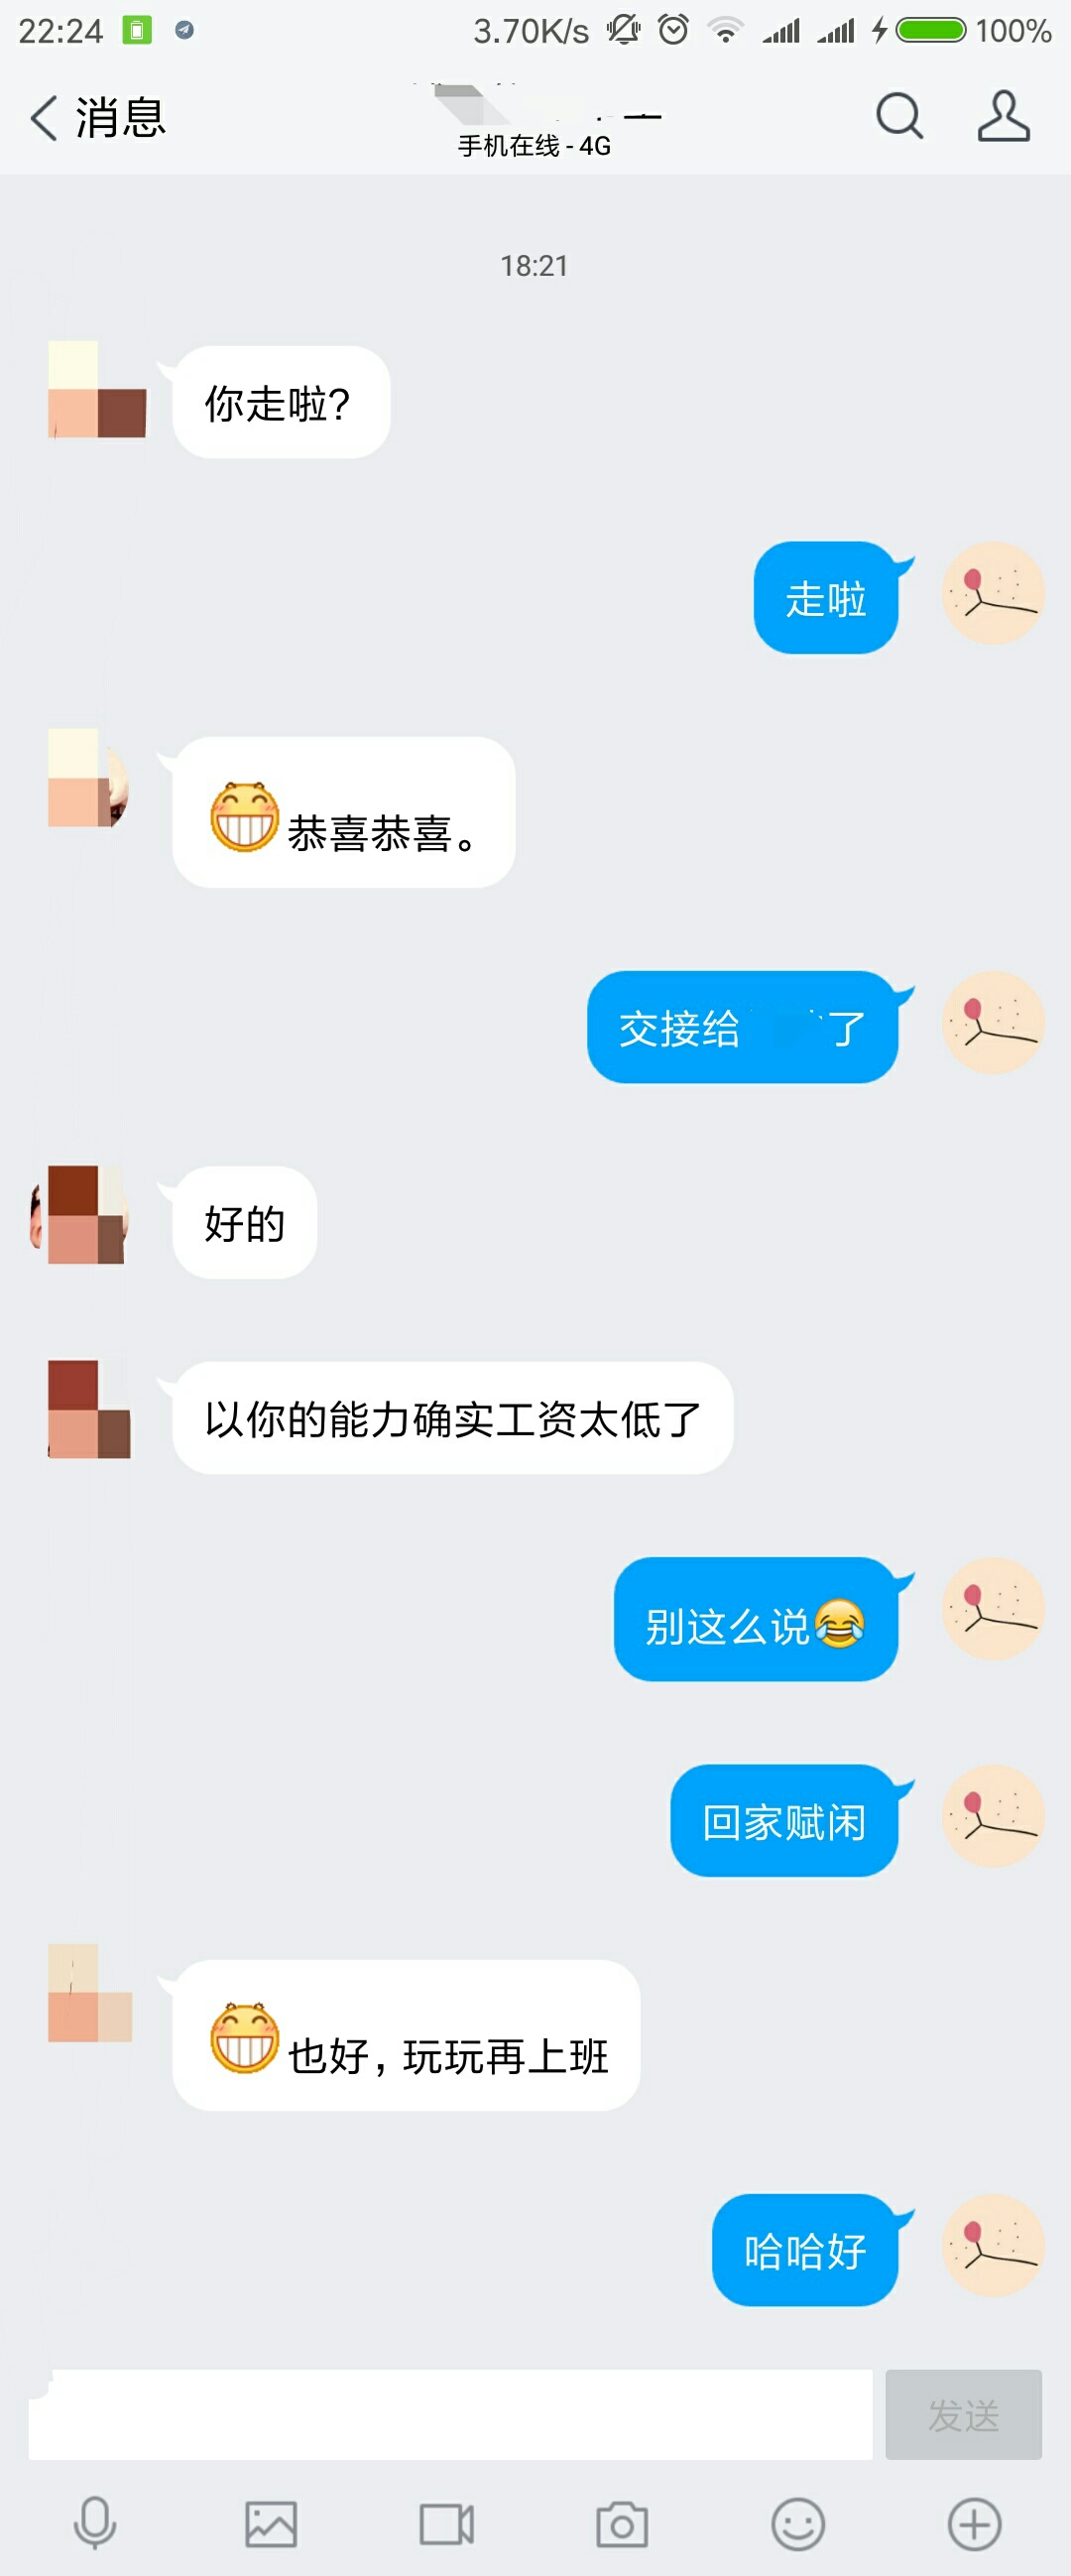 22:24 3.70K/s 100%
消息
手机在线 - 4G
18:21
你走啦?
走啦
恭喜恭喜。
交接给 了
好的
以你的能力确实工资太低了
别这么说😂
回家赋闲
也好, 玩玩再上班
哈哈好
发送